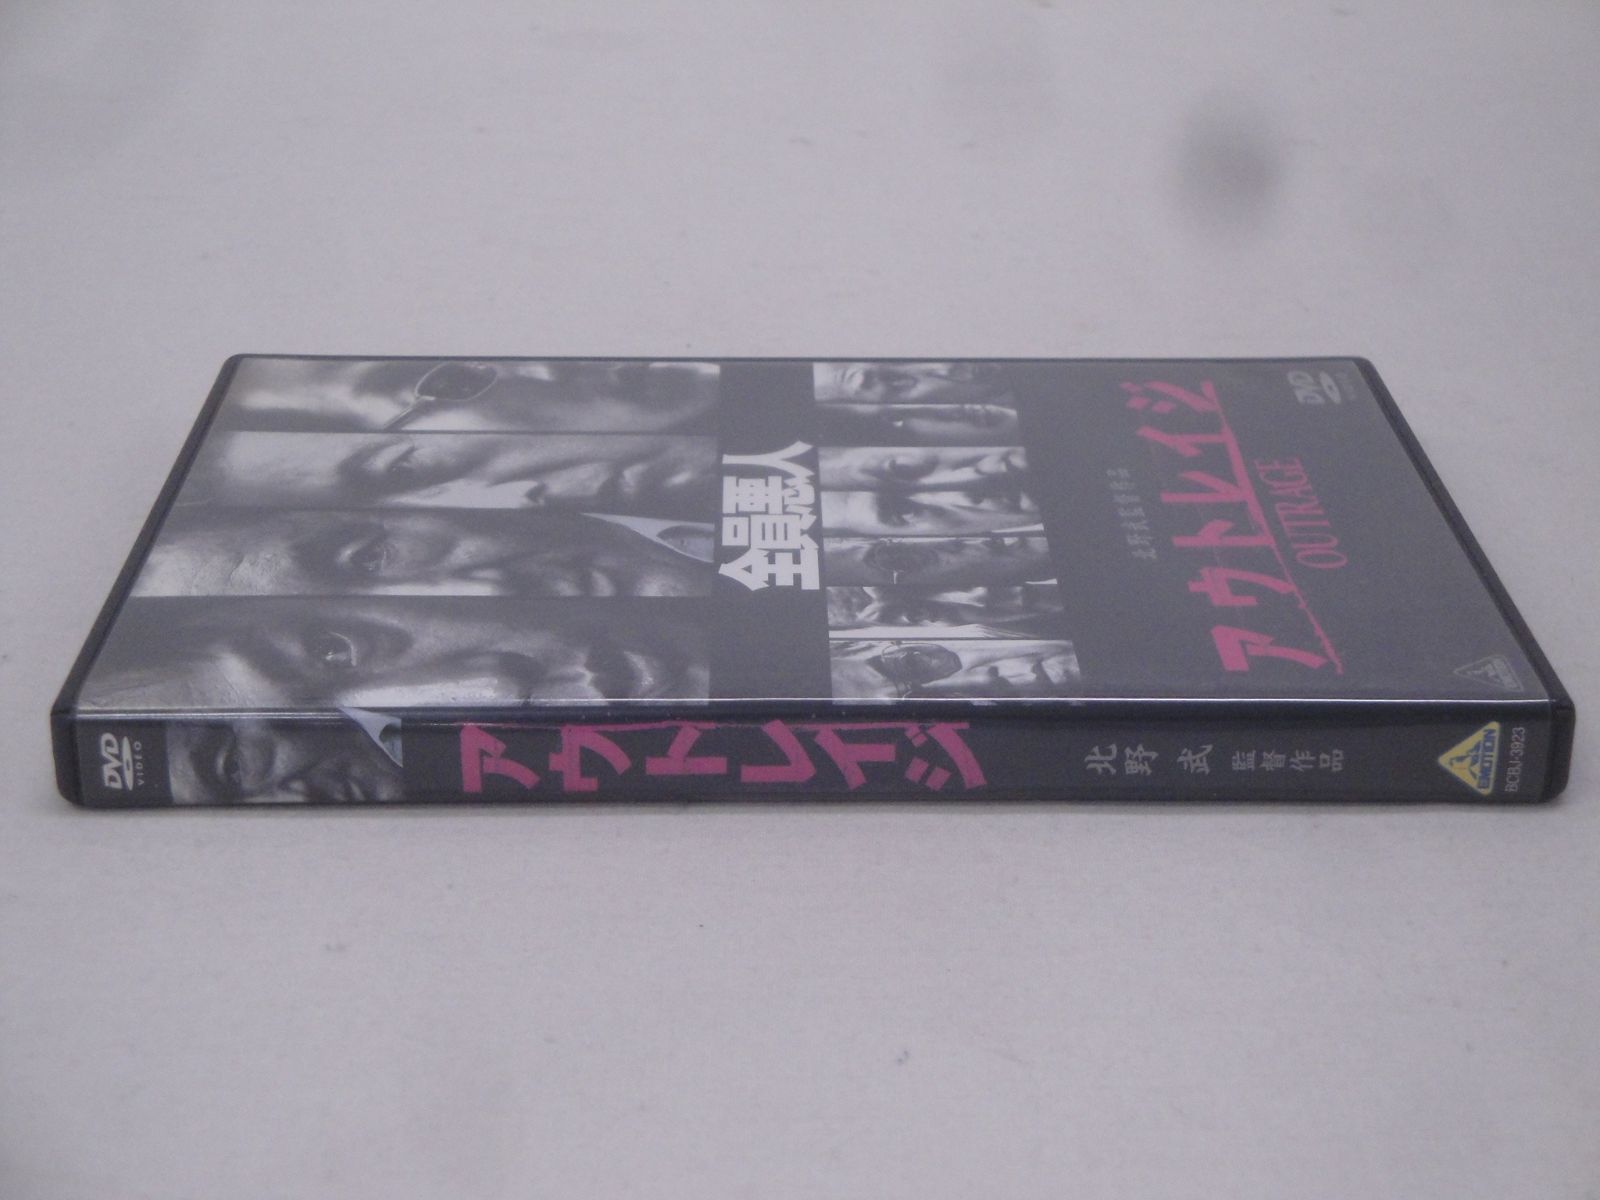 全員悪人
北野武監督作品
アウトレイジ
OUTRAGE
DVD
DVD
VIDEO
アウトレイジ
北野 武 監督作品
EMOTION
BCBJ-3923